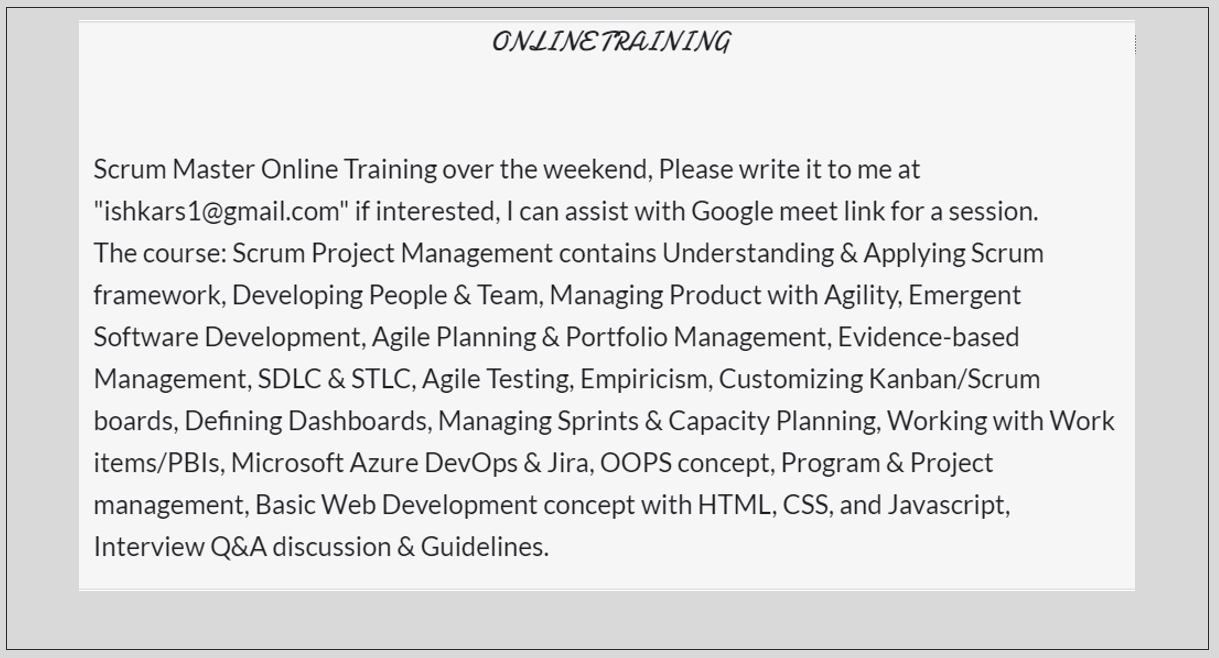 ONLINE TRAINING
Scrum Master Online Training over the weekend, Please write it to me at
"ishkars1@gmail.com" if interested, I can assist with Google meet link for a session.
The course: Scrum Project Management contains Understanding & Applying Scrum
framework, Developing People & Team, Managing Product with Agility, Emergent
Software Development, Agile Planning & Portfolio Management, Evidence-based
Management, SDLC & STLC, Agile Testing, Empiricism, Customizing Kanban/Scrum
boards, Defining Dashboards, Managing Sprints & Capacity Planning, Working with Work
items/PBIs, Microsoft Azure DevOps & Jira, OOPS concept, Program & Project
management, Basic Web Development concept with HTML, CSS, and Javascript,
Interview Q&A discussion & Guidelines.